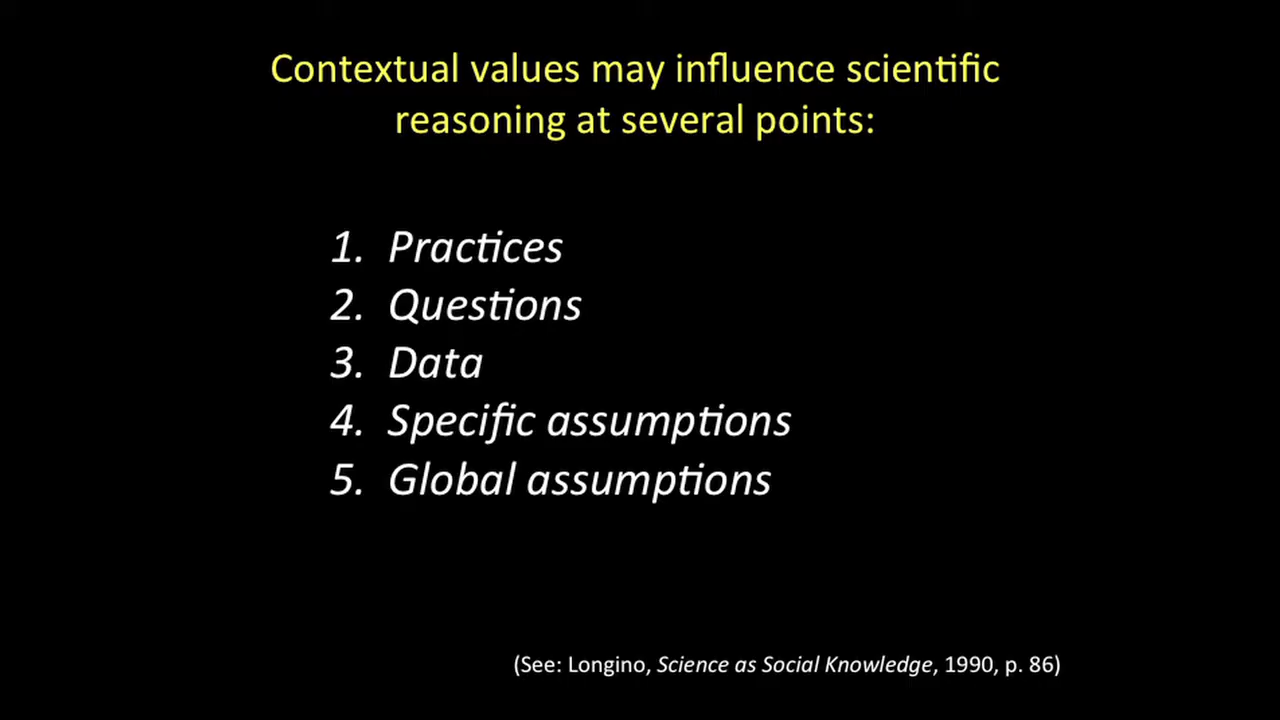 Contextual values may influence scientific
reasoning at several points:
1. Practices
2. Questions
3. Data
4. Specific assumptions
5. Global assumptions
(See: Longino, Science as Social Knowledge, 1990, p. 86)